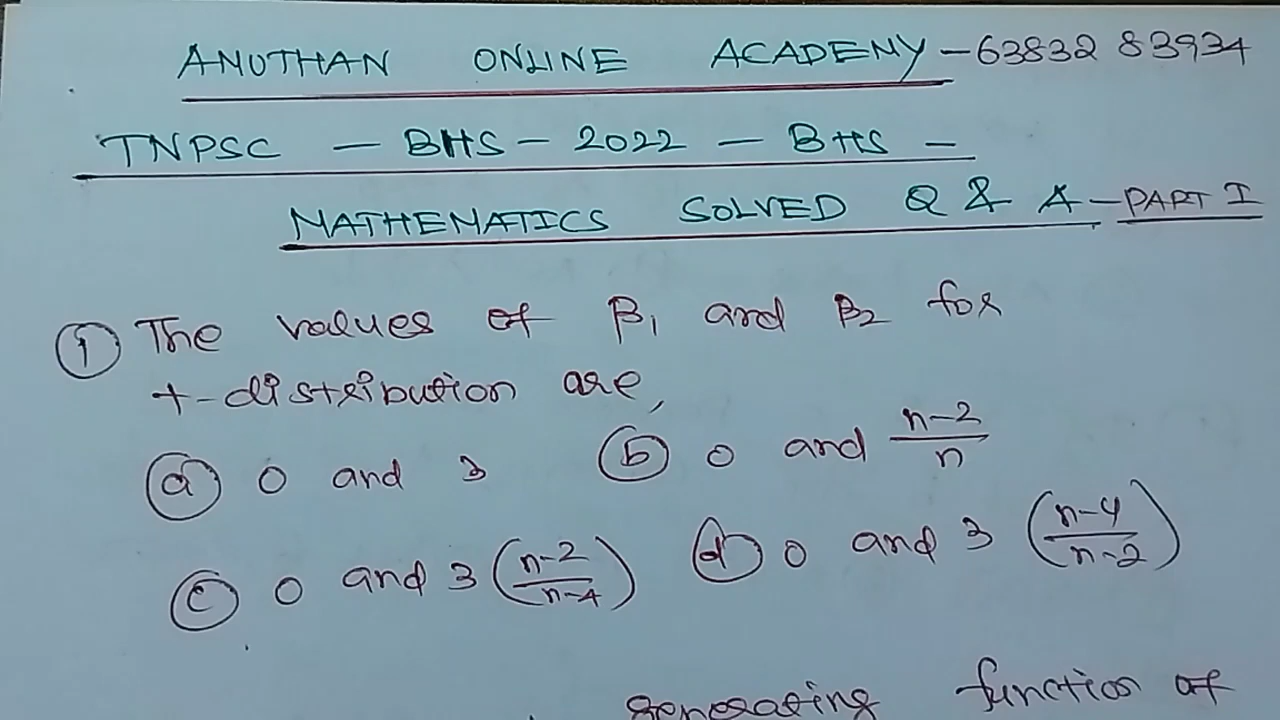 AMUTHAN ONLINE ACADEMY - 63832 83934
TNPSC - BHS - 2022 - BHS -
MATHEMATICS SOLVED Q & A - PART I
① The values of β₁ and β₂ for
t-distribution are,
ⓐ 0 and 3 ⓑ 0 and (n-2)/n
ⓒ 0 and 3 ((n-2)/(n-4)) ⓓ 0 and 3 ((n-4)/(n-2))
generating function of